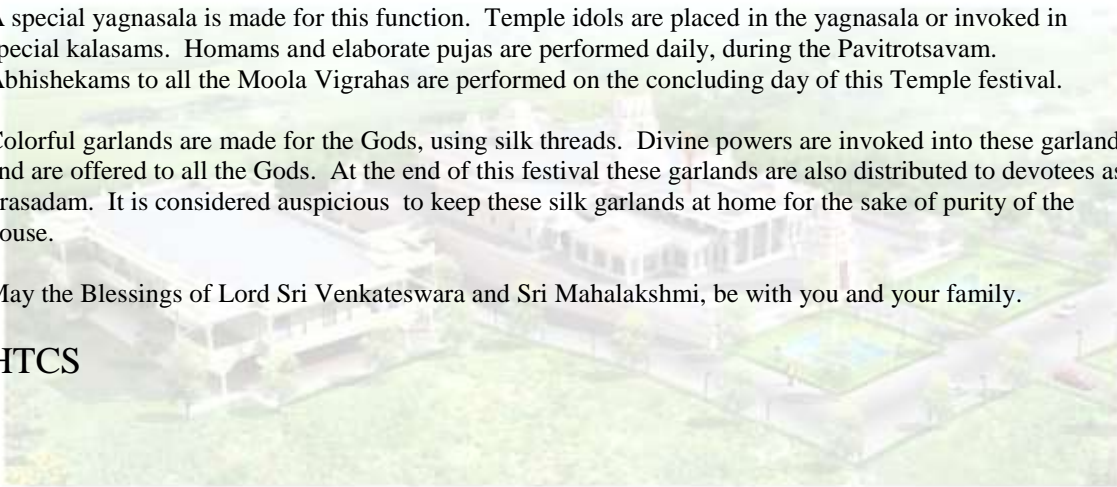 A special yagnasala is made for this function.  Temple idols are placed in the yagnasala or invoked in
special kalasams.  Homams and elaborate pujas are performed daily, during the Pavitrotsavam.
Abhishekams to all the Moola Vigrahas are performed on the concluding day of this Temple festival.
Colorful garlands are made for the Gods, using silk threads.  Divine powers are invoked into these garland
and are offered to all the Gods.  At the end of this festival these garlands are also distributed to devotees as
prasadam.  It is considered auspicious  to keep these silk garlands at home for the sake of purity of the
house.
May the Blessings of Lord Sri Venkateswara and Sri Mahalakshmi, be with you and your family.
HTCS